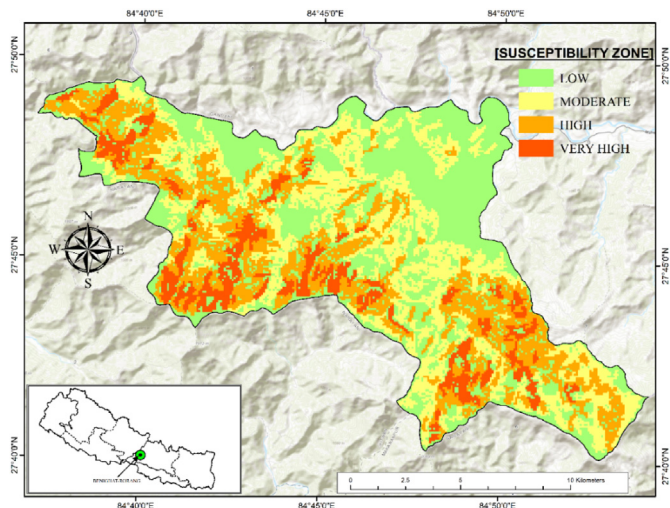 84°40'0"E 84°45'0"E 84°50'0"E
27°50'0"N
27°50'0"N
[SUSCEPTIBILITY ZONE]
LOW
MODERATE
HIGH
VERY HIGH
N
W E
S
27°45'0"N
27°45'0"N
27°40'0"N
27°40'0"N
0 2.5 5 10 Kilometers
84°40'0"E 84°45'0"E 84°50'0"E